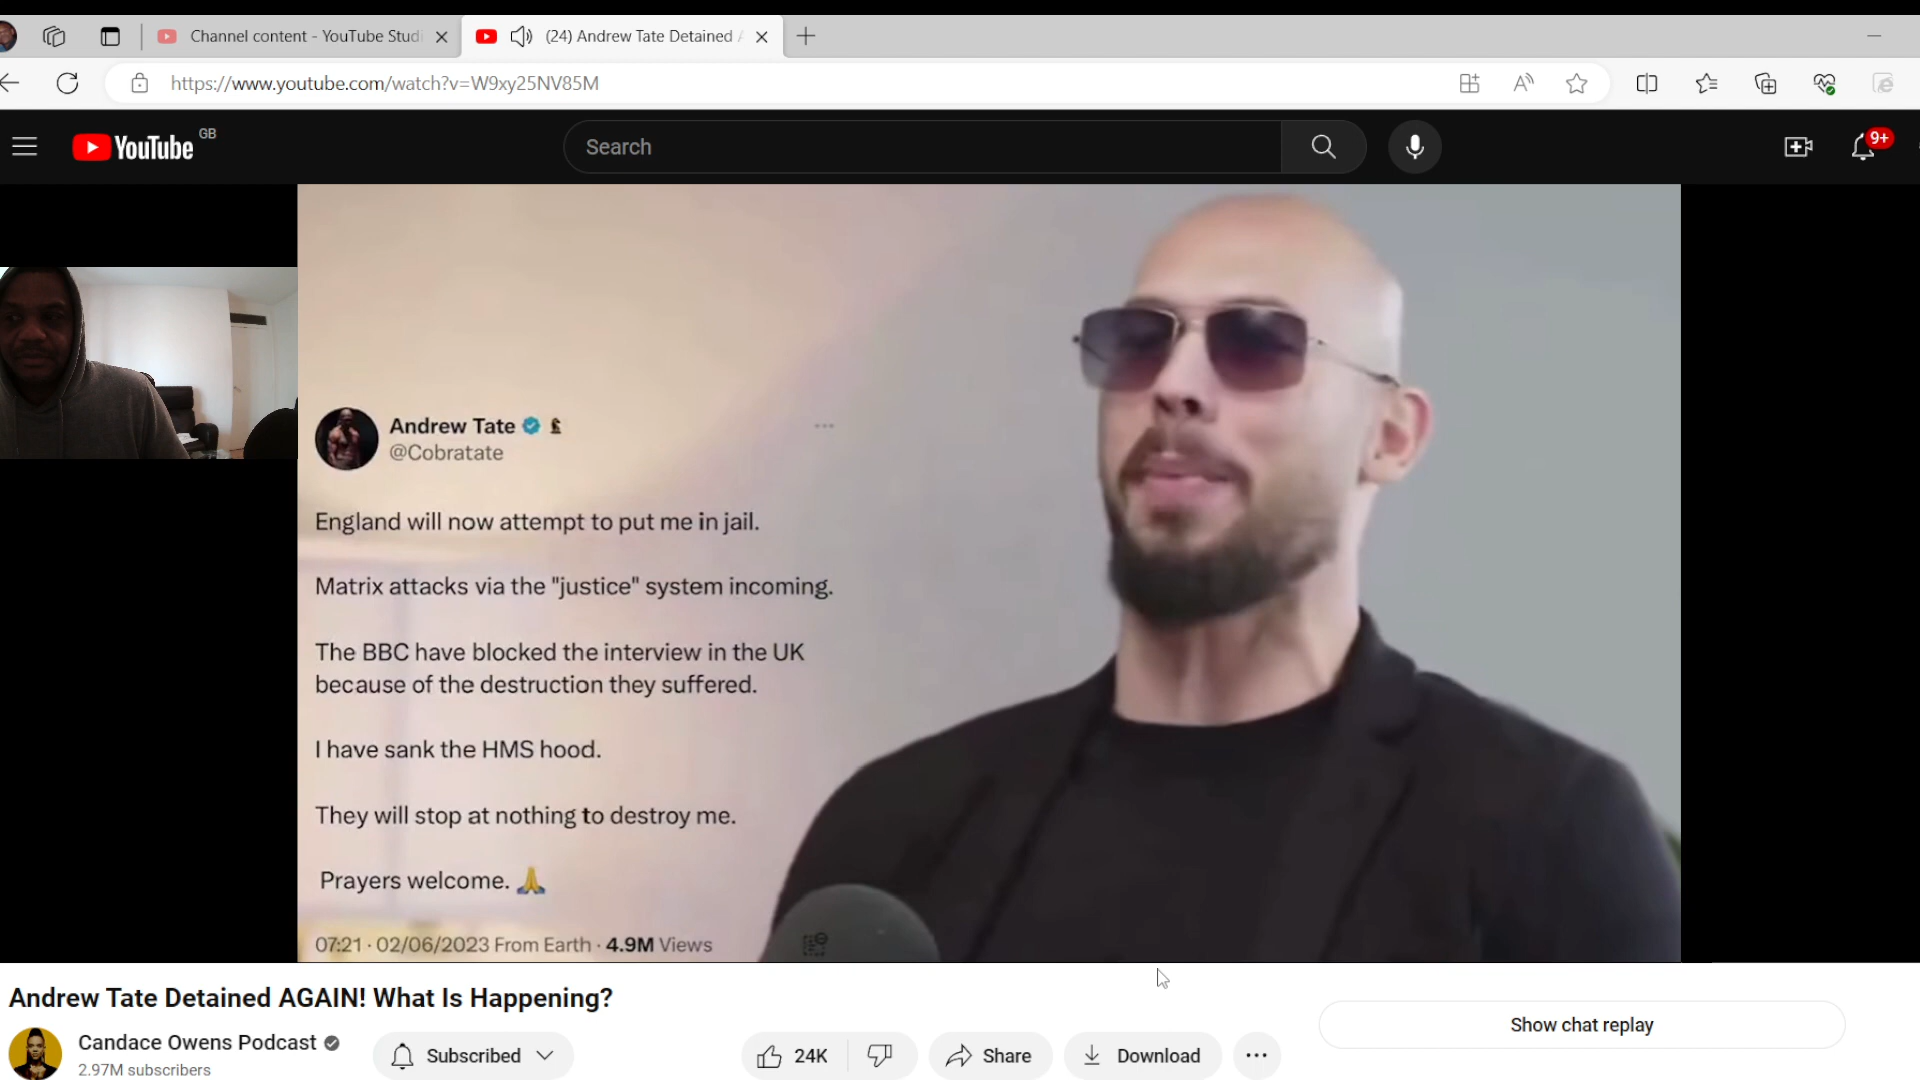 Channel content - YouTube Studi
(24) Andrew Tate Detained A
https://www.youtube.com/watch?v=W9xy25NV85M
YouTube GB
Search
9+
Andrew Tate
@Cobratate
England will now attempt to put me in jail.
Matrix attacks via the "justice" system incoming.
The BBC have blocked the interview in the UK
because of the destruction they suffered.
I have sank the HMS hood.
They will stop at nothing to destroy me.
Prayers welcome. 🙏
07:21 · 02/06/2023 From Earth · 4.9M Views
Andrew Tate Detained AGAIN! What Is Happening?
Show chat replay
Candace Owens Podcast
2.97M subscribers
Subscribed
24K
Share
Download